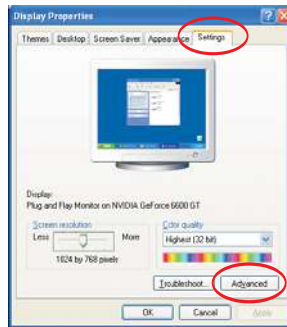 Display Properties
Themes Desktop Screen Saver Appearance Settings
Display:
Plug and Play Monitor on NVIDIA GeForce 6600 GT
Screen resolution
Less More
1024 by 768 pixels
Color quality
Highest (32 bit)
Troubleshoot... Advanced
OK Cancel Apply